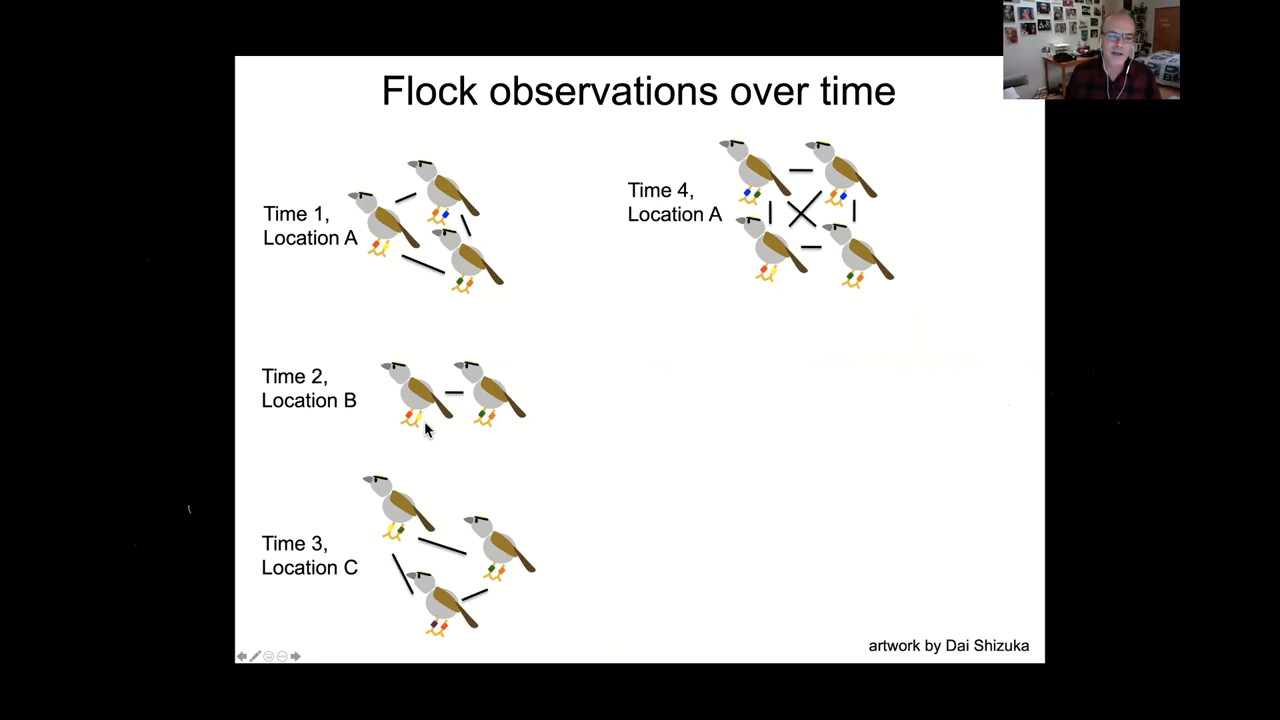 Flock observations over time
Time 1,
Location A
Time 4,
Location A
Time 2,
Location B
Time 3,
Location C
artwork by Dai Shizuka